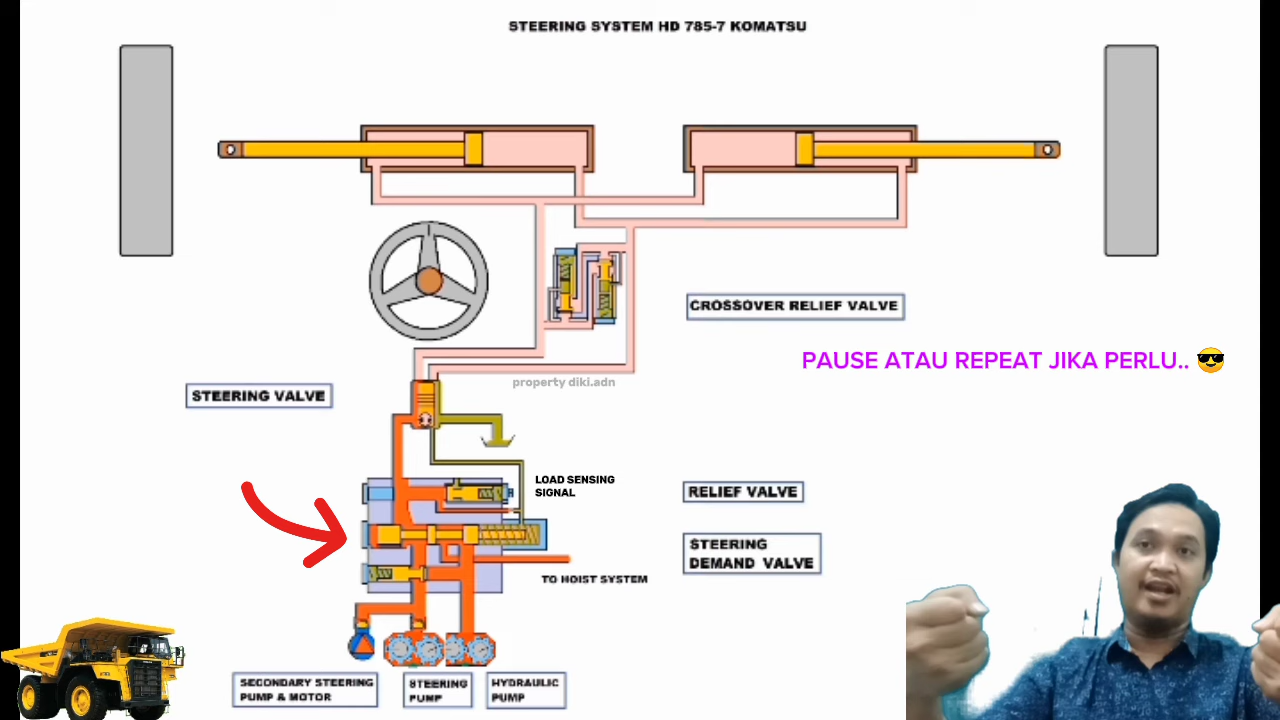 STEERING SYSTEM HD 785-7 KOMATSU
CROSSOVER RELIEF VALVE
PAUSE ATAU REPEAT JIKA PERLU.. 😎
property diki.adn
STEERING VALVE
LOAD SENSING
SIGNAL
RELIEF VALVE
STEERING
DEMAND VALVE
TO HOIST SYSTEM
SECONDARY STEERING
PUMP & MOTOR
STEERING
PUMP
HYDRAULIC
PUMP